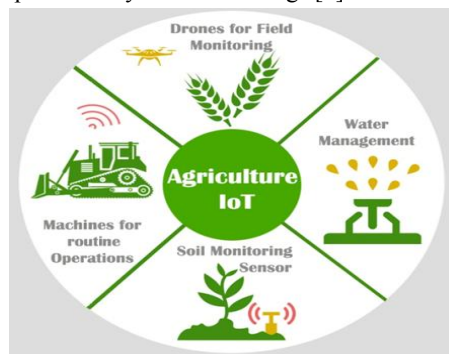 Drones for Field
Monitoring
Water
Management
Agriculture
IoT
Machines for
routine
Operations
Soil Monitoring
Sensor